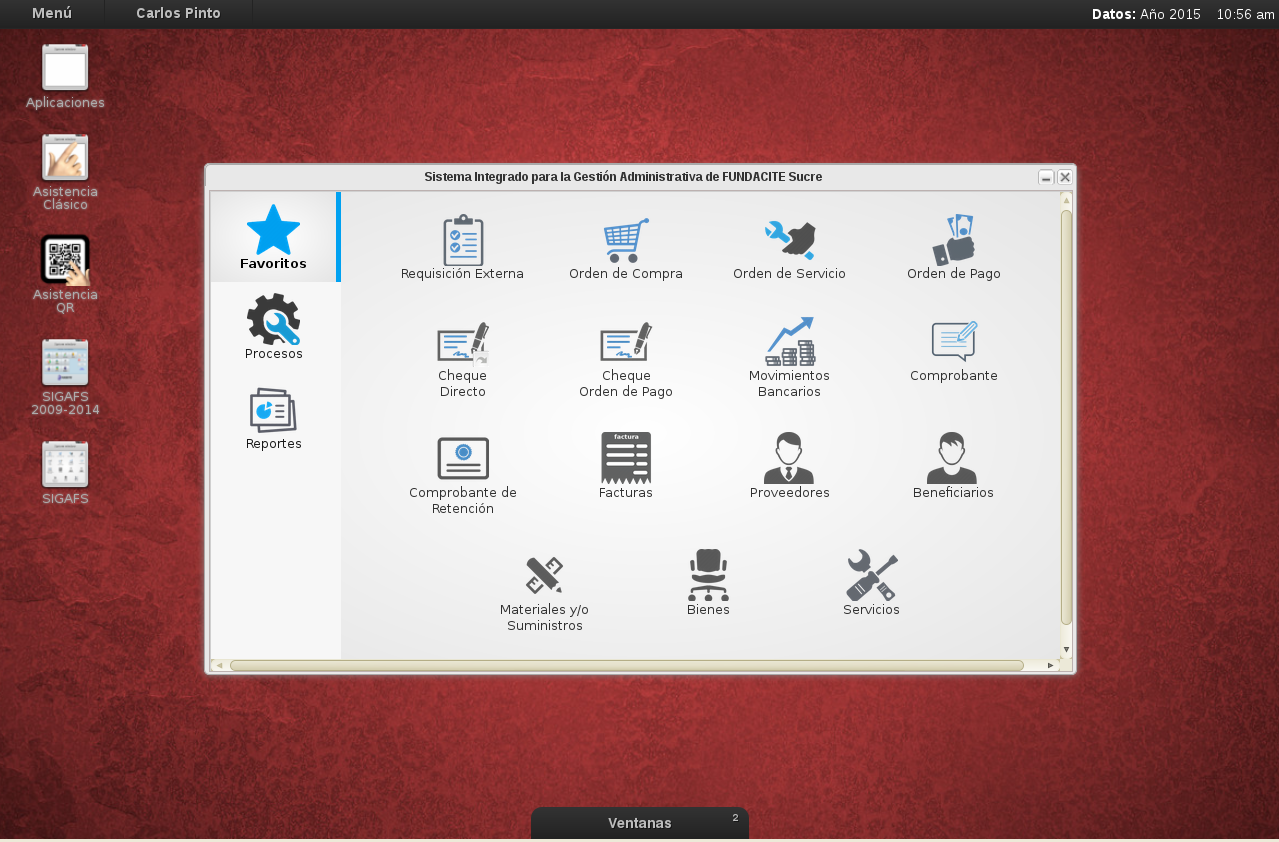 Menú
Carlos Pinto
Datos: Año 2015 10:56 am
Aplicaciones
Asistencia
Clásico
Asistencia
QR
SIGAFS
2009-2014
SIGAFS
Sistema Integrado para la Gestión Administrativa de FUNDACITE Sucre
Favoritos
Procesos
Reportes
Requisición Externa
Orden de Compra
Orden de Servicio
Orden de Pago
Cheque
Directo
Cheque
Orden de Pago
Movimientos
Bancarios
Comprobante
Comprobante de
Retención
factura
Facturas
Proveedores
Beneficiarios
Materiales y/o
Suministros
Bienes
Servicios
Ventanas 2